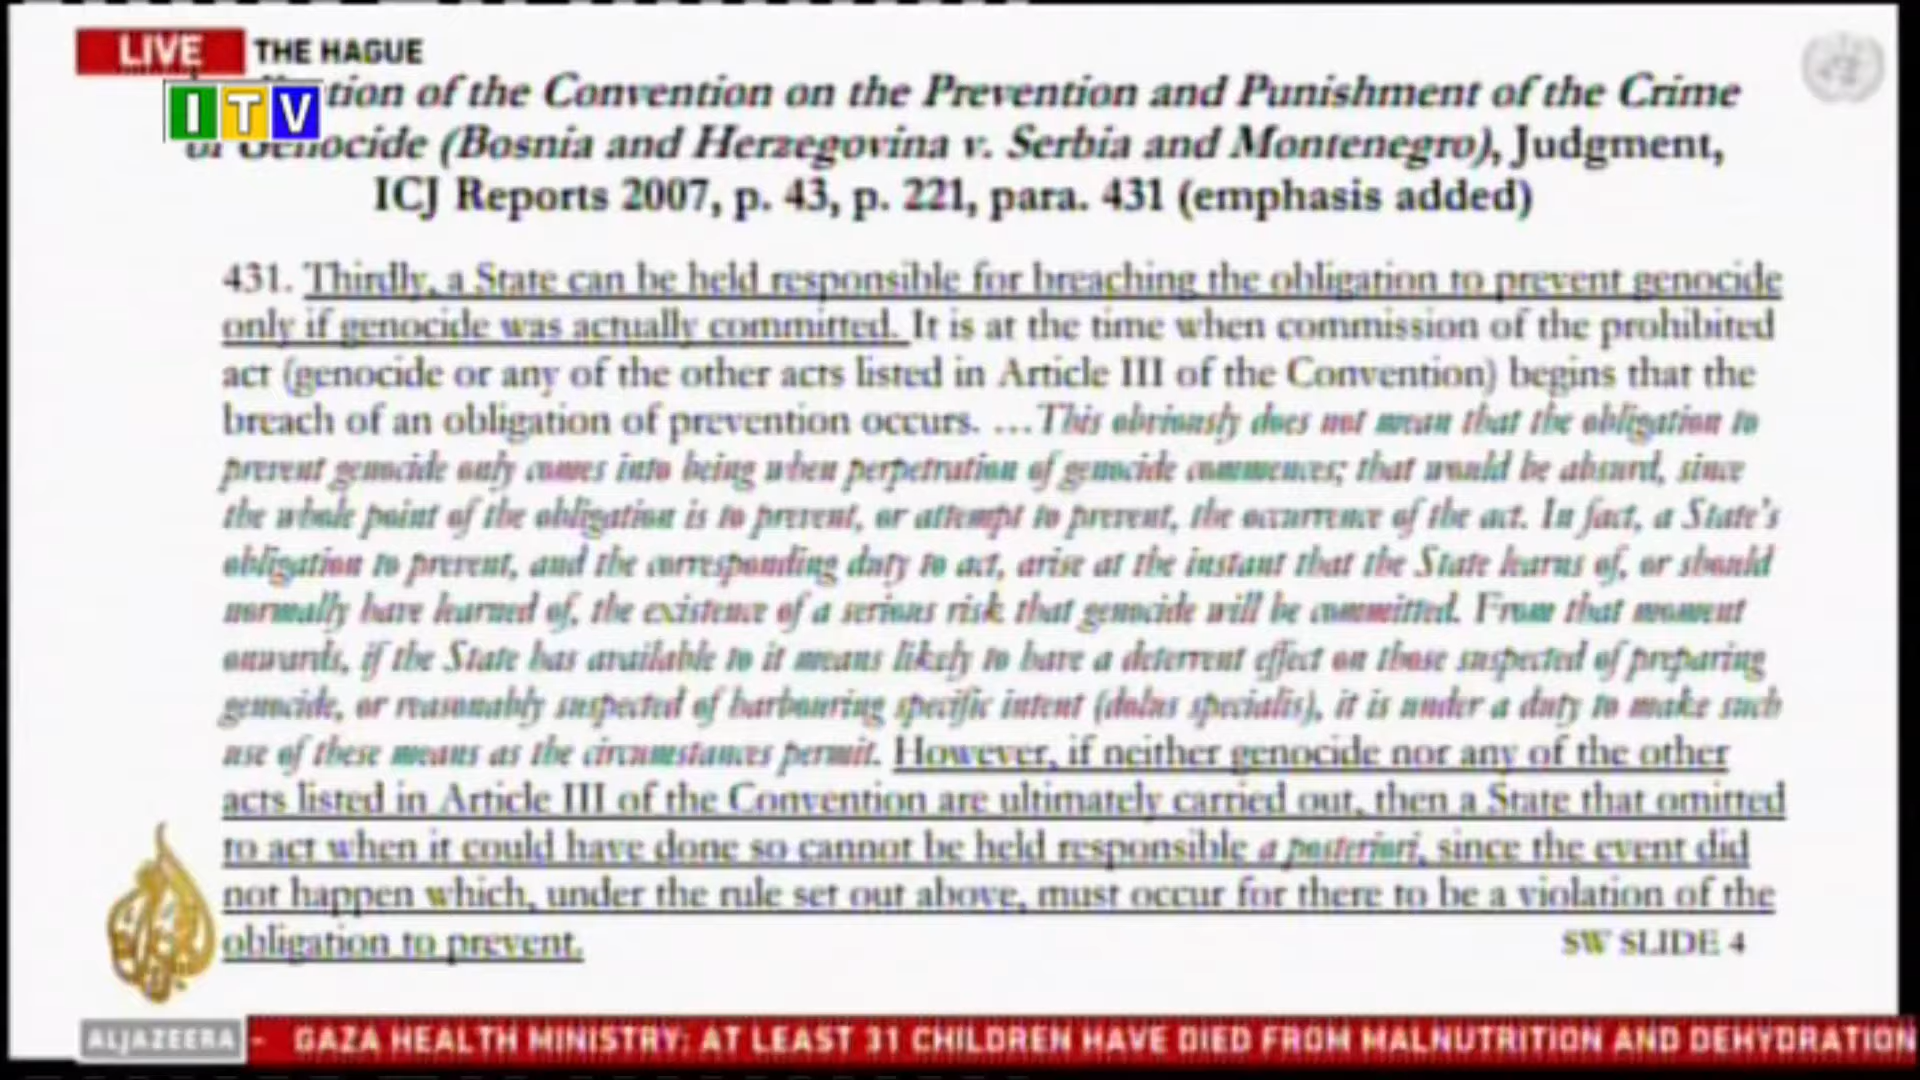 LIVE THE HAGUE
ITV
tion of the Convention on the Prevention and Punishment of the Crime
of Genocide (Bosnia and Herzegovina v. Serbia and Montenegro), Judgment,
ICJ Reports 2007, p. 43, p. 221, para. 431 (emphasis added)
431. Thirdly, a State can be held responsible for breaching the obligation to prevent genocide
only if genocide was actually committed. It is at the time when commission of the prohibited
act (genocide or any of the other acts listed in Article III of the Convention) begins that the
breach of an obligation of prevention occurs. …This obviously does not mean that the obligation to
prevent genocide only comes into being when perpetration of genocide commences; that would be absurd, since
the whole point of the obligation is to prevent, or attempt to prevent, the occurrence of the act. In fact, a State's
obligation to prevent, and the corresponding duty to act, arise at the instant that the State learns of, or should
normally have learned of, the existence of a serious risk that genocide will be committed. From that moment
onwards, if the State has available to it means likely to have a deterrent effect on those suspected of preparing
genocide, or reasonably suspected of harbouring specific intent (dolus specialis), it is under a duty to make such
use of these means as the circumstances permit. However, if neither genocide nor any of the other
acts listed in Article III of the Convention are ultimately carried out, then a State that omitted
to act when it could have done so cannot be held responsible a posteriori, since the event did
not happen which, under the rule set out above, must occur for there to be a violation of the
obligation to prevent.
SW SLIDE 4
ALJAZEERA - GAZA HEALTH MINISTRY: AT LEAST 31 CHILDREN HAVE DIED FROM MALNUTRITION AND DEHYDRATION